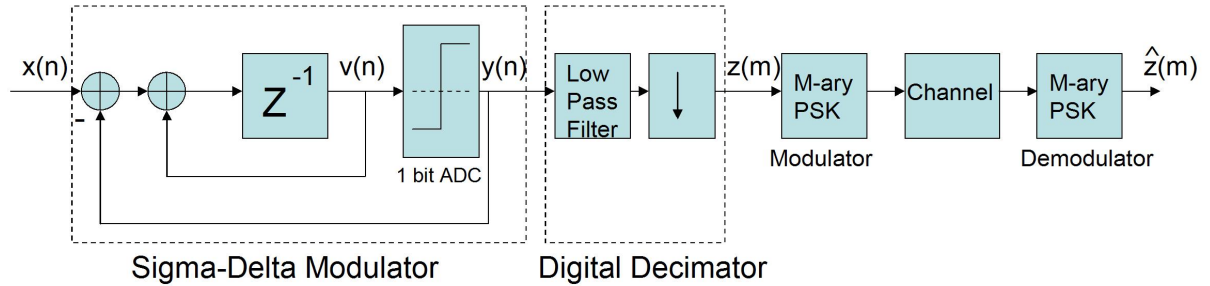 x(n)
-
Z-1
v(n)
1 bit ADC
y(n)
Low
Pass
Filter
z(m)
M-ary
PSK
Modulator
Channel
M-ary
PSK
Demodulator
ẑ(m)
Sigma-Delta Modulator
Digital Decimator